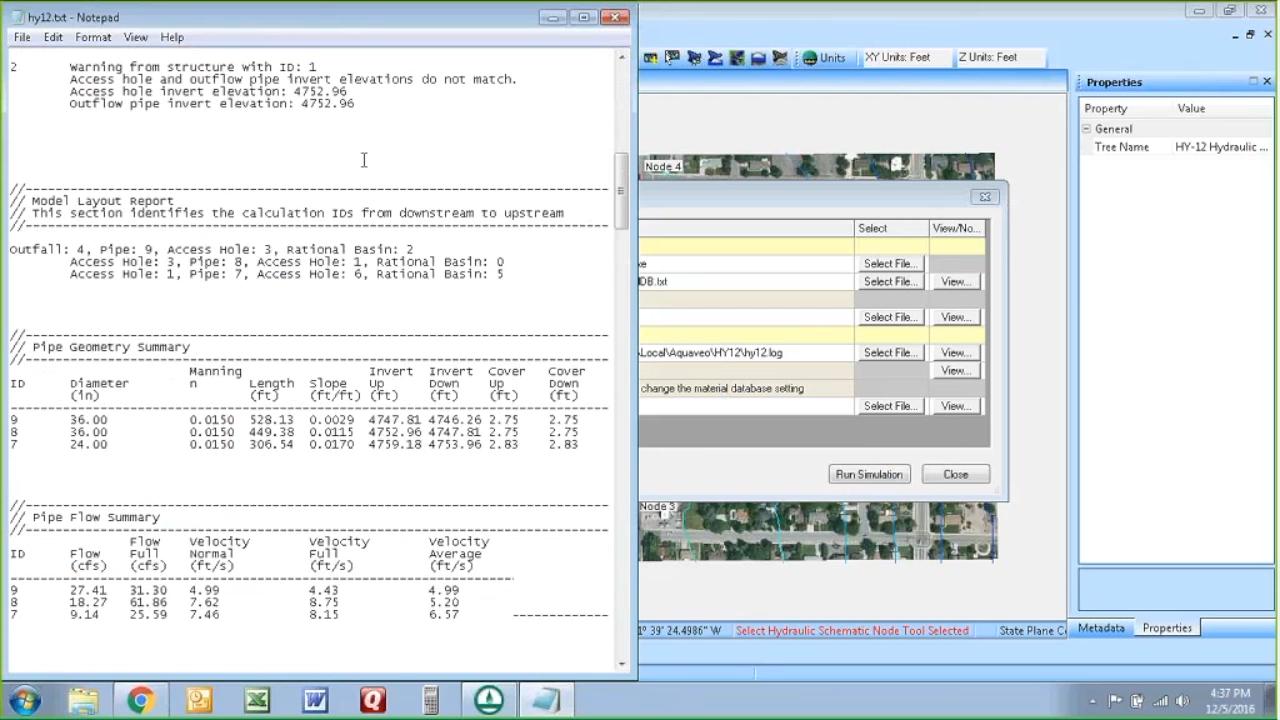 hy12.txt - Notepad
File Edit Format View Help
2 Warning from structure with ID: 1
Access hole and outflow pipe invert elevations do not match.
Access hole invert elevation: 4752.96
Outflow pipe invert elevation: 4752.96
//--------------------------------------------------------------------------
// Model Layout Report
// This section identifies the calculation IDs from downstream to upstream
//--------------------------------------------------------------------------
Outfall: 4, Pipe: 9, Access Hole: 3, Rational Basin: 2
Access Hole: 3, Pipe: 8, Access Hole: 1, Rational Basin: 0
Access Hole: 1, Pipe: 7, Access Hole: 6, Rational Basin: 5
//--------------------------------------------------------------------------
// Pipe Geometry Summary
//--------------------------------------------------------------------------
Manning Invert Invert Cover Cover
ID Diameter n Length Slope Up Down Up Down
(in) (ft) (ft/ft) (ft) (ft) (ft) (ft)
--------------------------------------------------------------------------
9 36.00 0.0150 528.13 0.0029 4747.81 4746.26 2.75 2.75
8 36.00 0.0150 449.38 0.0115 4752.96 4747.81 2.75 2.75
7 24.00 0.0150 306.54 0.0170 4759.18 4753.96 2.83 2.83
//--------------------------------------------------------------------------
// Pipe Flow Summary
//--------------------------------------------------------------------------
Flow Velocity Velocity Velocity
ID Flow Full Normal Full Average
(cfs) (cfs) (ft/s) (ft/s) (ft/s)
--------------------------------------------------------------
9 27.41 31.30 4.99 4.43 4.99
8 18.27 61.86 7.62 8.75 5.20
7 9.14 25.59 7.46 8.15 6.57 ------------
Units XY Units: Feet Z Units: Feet
Node 4
Select View/No...
Select File...
DB.txt Select File... View...
Select File... View...
\Local\Aquaveo\HY12\hy12.log Select File... View...
View...
change the material database setting
Select File... View...
Run Simulation Close
Node 3
1° 39' 24.4986" W Select Hydraulic Schematic Node Tool Selected State Plane
Properties
Property Value
General
Tree Name HY-12 Hydraulic ...
Metadata Properties
4:37 PM
12/5/2016